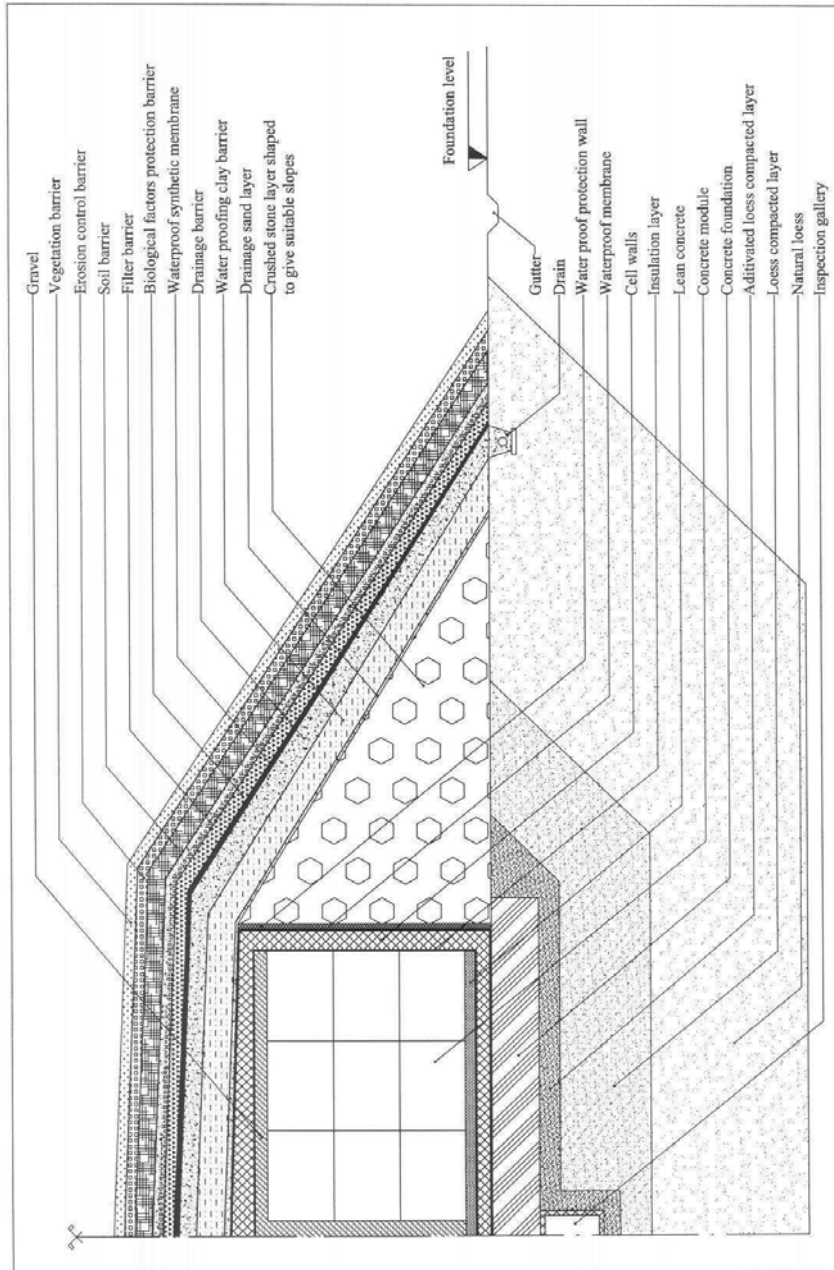 Gravel
Vegetation barrier
Erosion control barrier
Soil barrier
Filter barrier
Biological factors protection barrier
Waterproof synthetic membrane
Drainage barrier
Water proofing clay barrier
Drainage sand layer
Crushed stone layer shaped
to give suitable slopes
Foundation level
Gutter
Drain
Water proof protection wall
Waterproof membrane
Cell walls
Insulation layer
Lean concrete
Concrete module
Concrete foundation
Aditivated loess compacted layer
Loess compacted layer
Natural loess
Inspection gallery